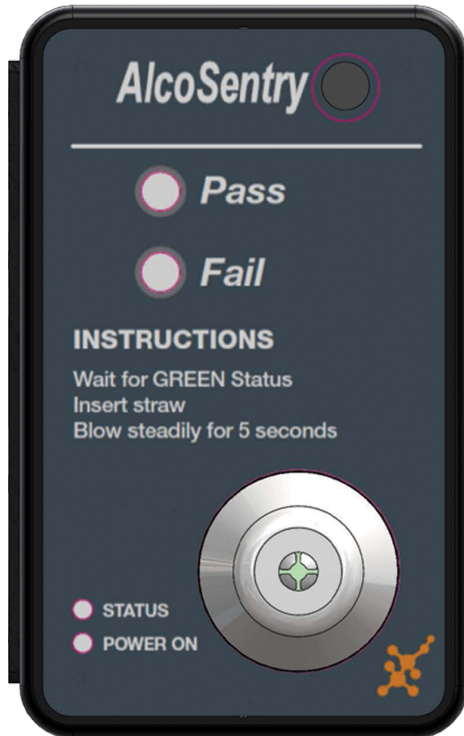 AlcoSentry
Pass
Fail
INSTRUCTIONS
Wait for GREEN Status
Insert straw
Blow steadily for 5 seconds
STATUS
POWER ON